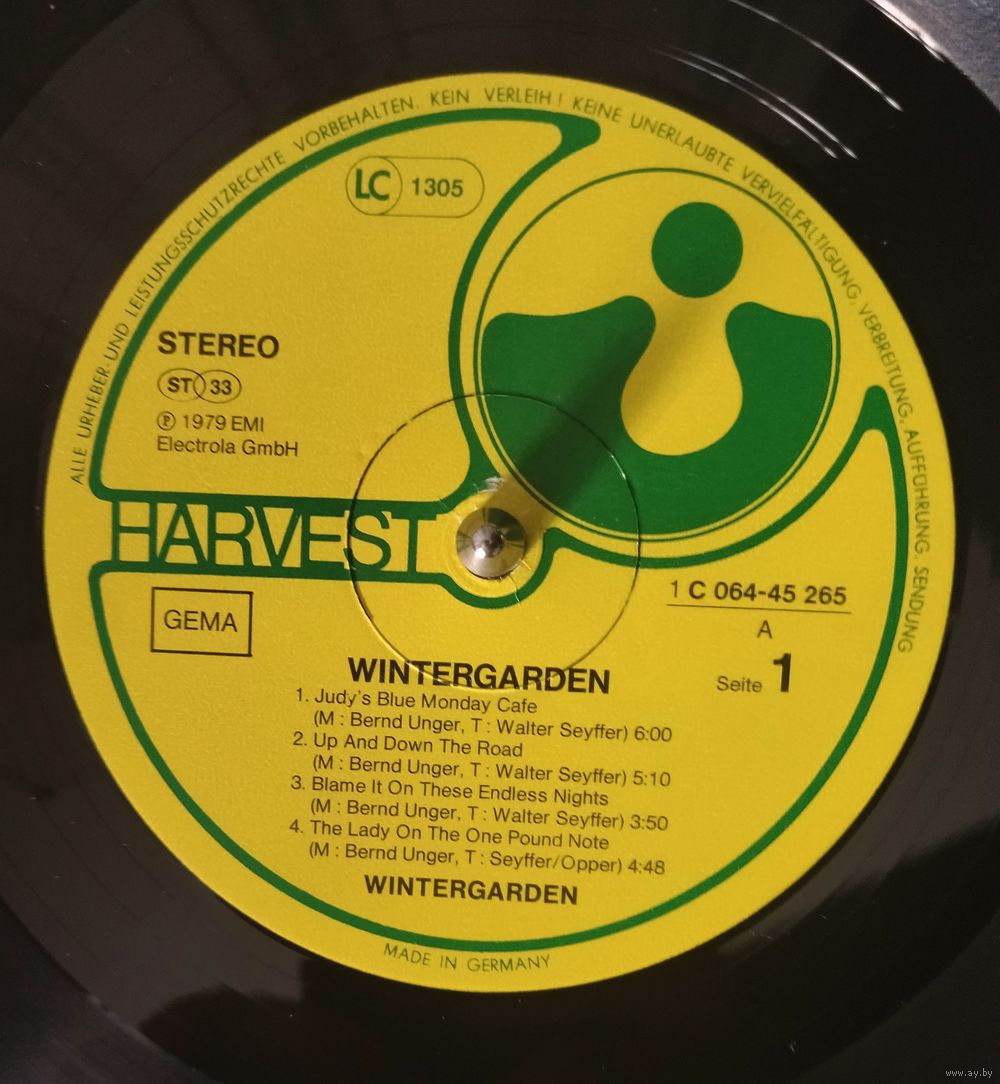 ALLE URHEBER-UND LEISTUNGSSCHUTZRECHTE VORBEHALTEN. KEIN VERLEIH! KEINE UNERLAUBTE VERVIELFÄLTIGUNG, VERBREITUNG, AUFFÜHRUNG. SENDUNG
LC 1305
STEREO
ST 33
Ⓟ 1979 EMI
Electrola GmbH
HARVEST
GEMA
1 C 064-45 265
A
Seite 1
WINTERGARDEN
1. Judy's Blue Monday Cafe
(M : Bernd Unger, T : Walter Seyffer) 6:00
2. Up And Down The Road
(M : Bernd Unger, T : Walter Seyffer) 5:10
3. Blame It On These Endless Nights
(M : Bernd Unger, T : Walter Seyffer) 3:50
4. The Lady On The One Pound Note
(M : Bernd Unger, T : Seyffer/Opper) 4:48
WINTERGARDEN
MADE IN GERMANY
www.ay.by